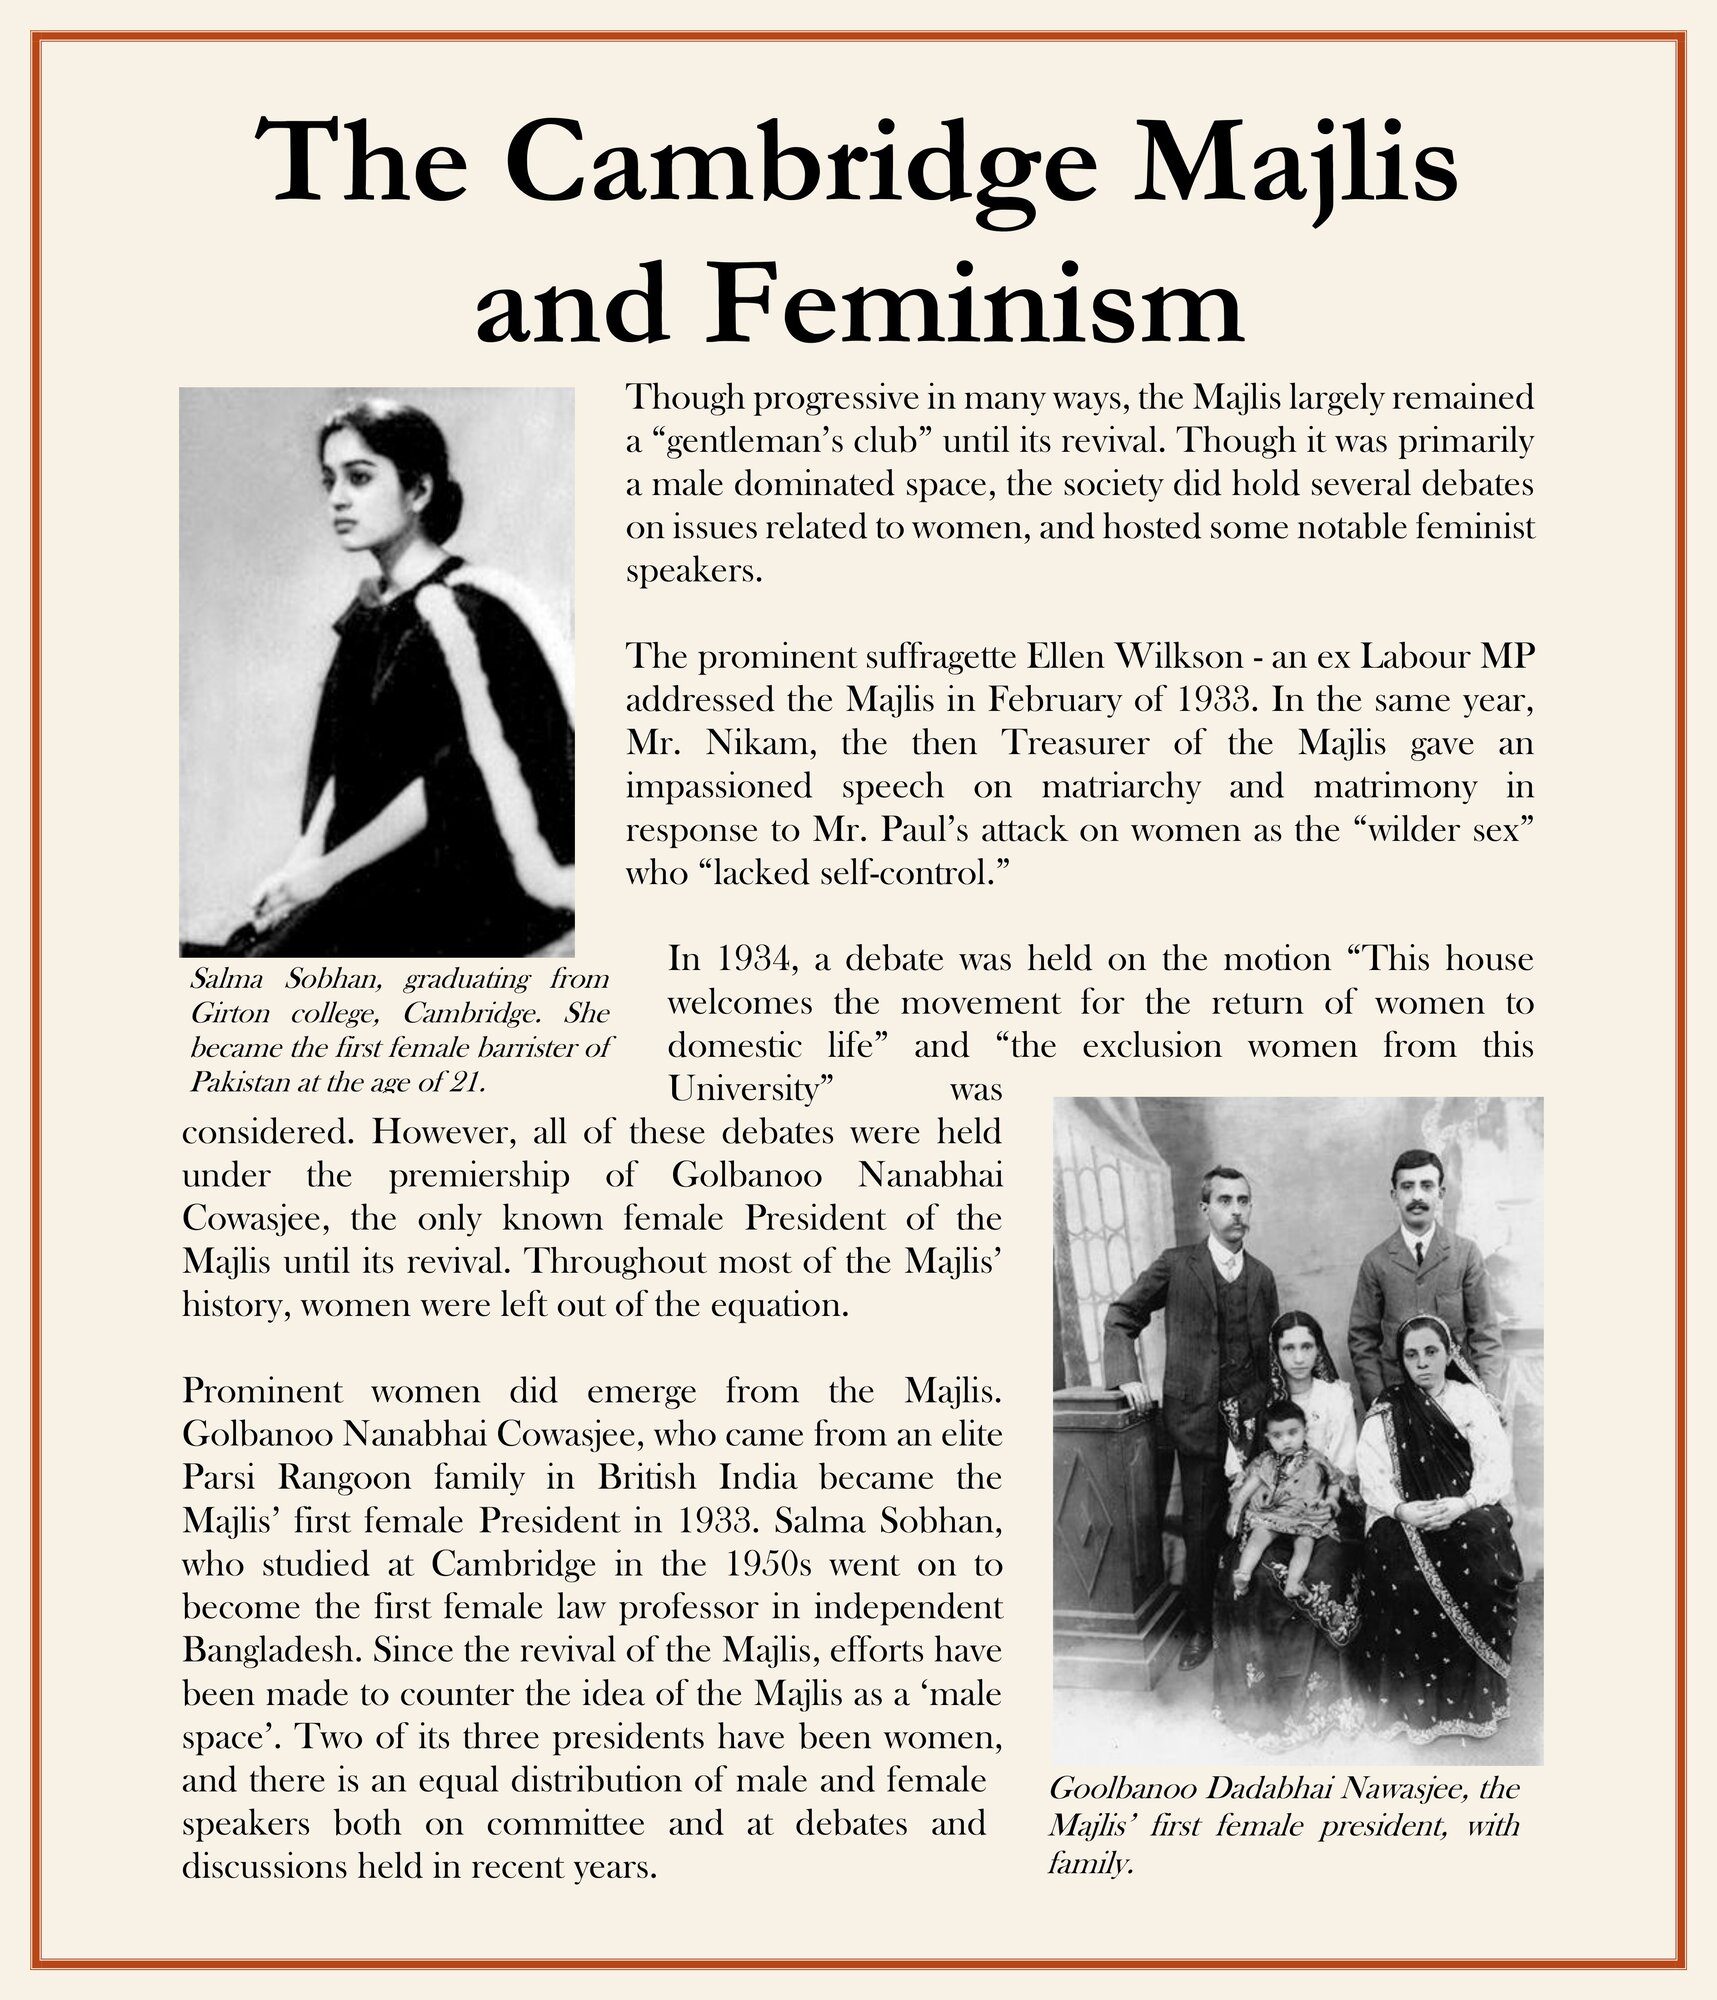 The Cambridge Majlis
and Feminism
Though progressive in many ways, the Majlis largely remained
a “gentleman’s club” until its revival. Though it was primarily
a male dominated space, the society did hold several debates
on issues related to women, and hosted some notable feminist
speakers.
The prominent suffragette Ellen Wilkson - an ex Labour MP
addressed the Majlis in February of 1933. In the same year,
Mr. Nikam, the then Treasurer of the Majlis gave an
impassioned speech on matriarchy and matrimony in
response to Mr. Paul’s attack on women as the “wilder sex”
who “lacked self-control.”
Salma Sobhan, graduating from
Girton college, Cambridge. She
became the first female barrister of
Pakistan at the age of 21.
In 1934, a debate was held on the motion “This house
welcomes the movement for the return of women to
domestic life” and “the exclusion women from this
University” was
considered. However, all of these debates were held
under the premiership of Golbanoo Nanabhai
Cowasjee, the only known female President of the
Majlis until its revival. Throughout most of the Majlis’
history, women were left out of the equation.
Prominent women did emerge from the Majlis.
Golbanoo Nanabhai Cowasjee, who came from an elite
Parsi Rangoon family in British India became the
Majlis’ first female President in 1933. Salma Sobhan,
who studied at Cambridge in the 1950s went on to
become the first female law professor in independent
Bangladesh. Since the revival of the Majlis, efforts have
been made to counter the idea of the Majlis as a ‘male
space’. Two of its three presidents have been women,
and there is an equal distribution of male and female
speakers both on committee and at debates and
discussions held in recent years.
Goolbanoo Dadabhai Nawasjee, the
Majlis’ first female president, with
family.